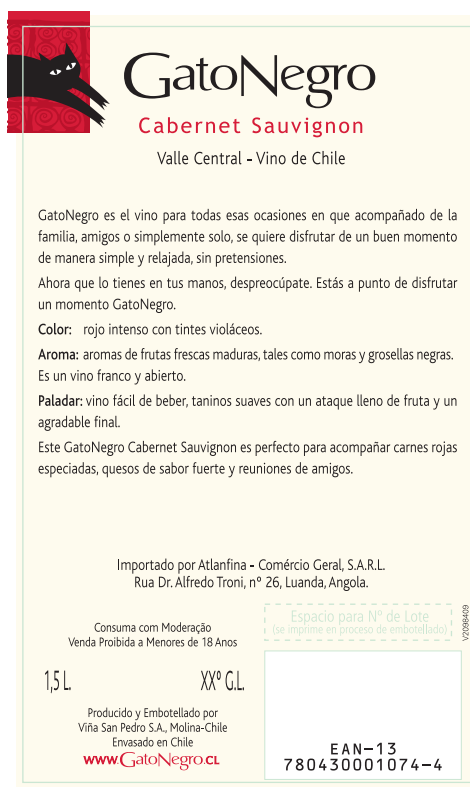 GatoNegro
Cabernet Sauvignon
Valle Central - Vino de Chile
GatoNegro es el vino para todas esas ocasiones en que acompañado de la
familia, amigos o simplemente solo, se quiere disfrutar de un buen momento
de manera simple y relajada, sin pretensiones.
Ahora que lo tienes en tus manos, despreocúpate. Estás a punto de disfrutar
un momento GatoNegro.
Color: rojo intenso con tintes violáceos.
Aroma: aromas de frutas frescas maduras, tales como moras y grosellas negras.
Es un vino franco y abierto.
Paladar: vino fácil de beber, taninos suaves con un ataque lleno de fruta y un
agradable final.
Este GatoNegro Cabernet Sauvignon es perfecto para acompañar carnes rojas
especiadas, quesos de sabor fuerte y reuniones de amigos.
Importado por Atlanfina - Comércio Geral, S.A.R.L.
Rua Dr. Alfredo Troni, nº 26, Luanda, Angola.
Espacio para Nº de Lote
(se imprime en proceso de embotellado)
V2098409
Consuma com Moderação
Venda Proibida a Menores de 18 Anos
1,5 L. XXº G.L.
Producido y Embotellado por
Viña San Pedro S.A., Molina-Chile
Envasado en Chile
www.GatoNegro.CL
EAN-13
780430001074-4